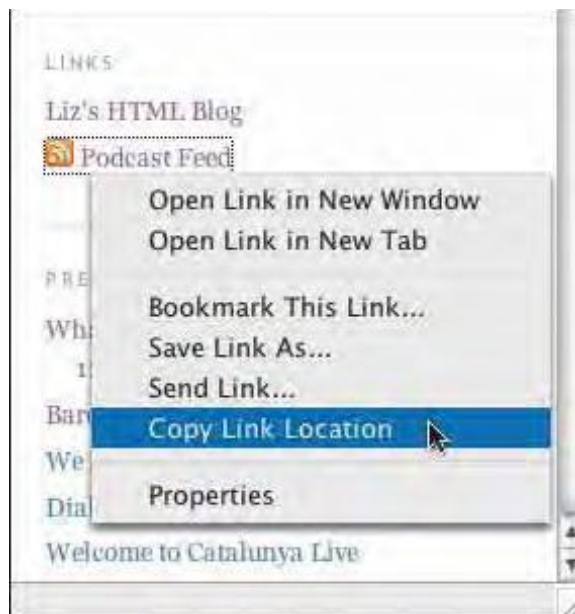 LINKS
Liz's HTML Blog
Podcast Feed
Open Link in New Window
Open Link in New Tab
Bookmark This Link...
Save Link As...
Send Link...
Copy Link Location
Properties
We
Welcome to Catalunya Live